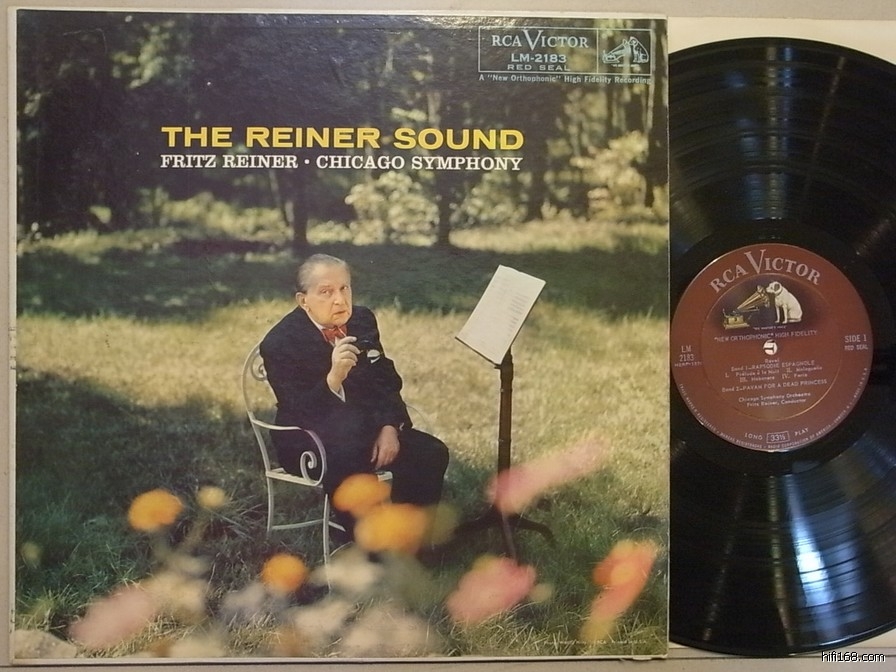 RCA VICTOR
LM-2183
RED SEAL
A "New Orthophonic" High Fidelity Recording
THE REINER SOUND
FRITZ REINER • CHICAGO SYMPHONY
RCA VICTOR
"HIS MASTER'S VOICE"
"NEW ORTHOPHONIC" HIGH FIDELITY
LM
2183
SIDE 1
RED SEAL
Ravel
Band 1—RAPSODIE ESPAGNOLE
I. Prélude à la Nuit II. Malagueña
III. Habanera IV. Feria
Band 2—PAVAN FOR A DEAD PRINCESS
Chicago Symphony Orchestra
Fritz Reiner, Conductor
LONG 33⅓ PLAY
hifi168.com